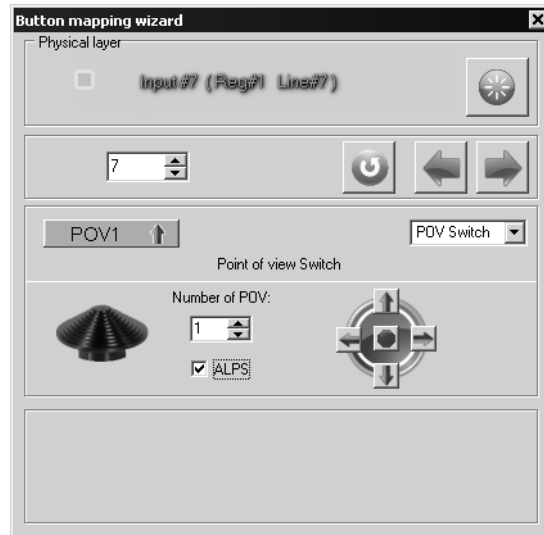 Button mapping wizard
Physical layer
Input #7 (Reg#1 Line#7)
7
POV1
POV Switch
Point of view Switch
Number of POV:
1
ALPS